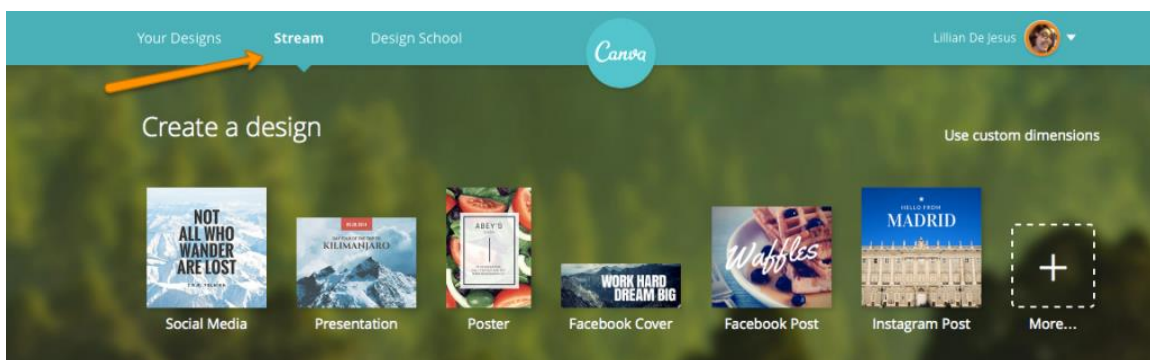 Your Designs
Stream
Design School
Canva
Lillian De Jesus
Create a design
Use custom dimensions
NOT
ALL WHO
WANDER
ARE LOST
KILIMANJARO
ABEY'S
WORK HARD
DREAM BIG
Waffles
HELLO FROM
MADRID
Social Media
Presentation
Poster
Facebook Cover
Facebook Post
Instagram Post
More...